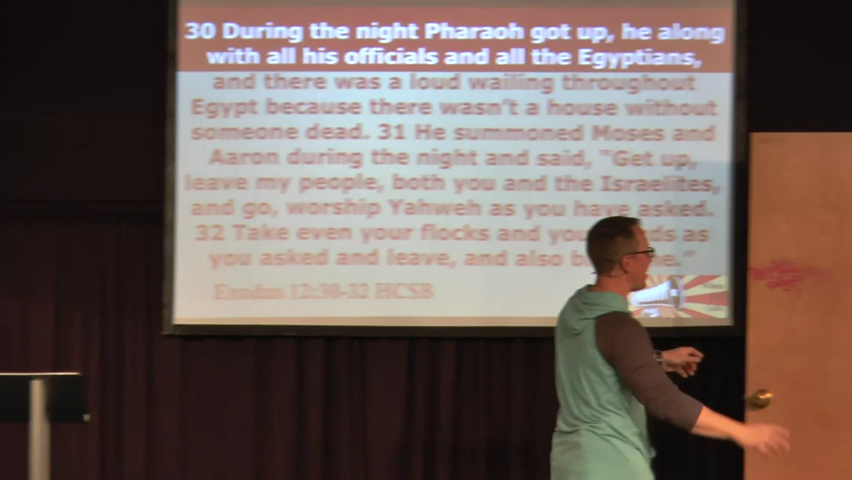 30 During the night Pharaoh got up, he along
with all his officials and all the Egyptians,
and there was a loud wailing throughout
Egypt because there wasn't a house without
someone dead. 31 He summoned Moses and
Aaron during the night and said, "Get up,
leave my people, both you and the Israelites,
and go, worship Yahweh as you have asked.
32 Take even your flocks and your ds as
you asked and leave, and also b e."
Exodus 12:30-32 HCSB